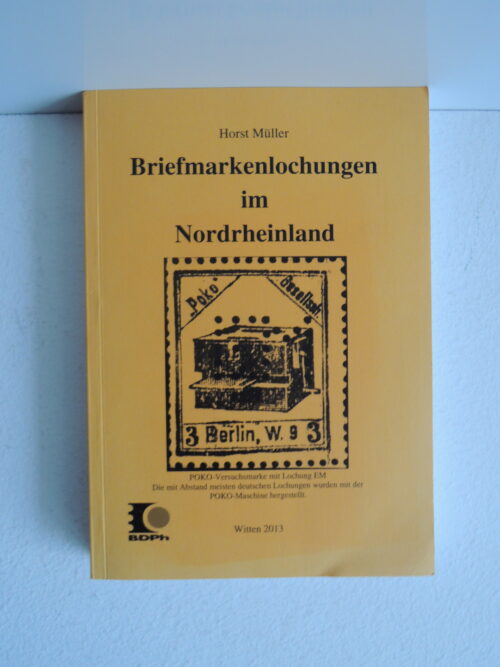 Horst Müller
Briefmarkenlochungen
im
Nordrheinland
„Poko“ Gesellsch.
3 Berlin, W. 9 3
POKO-Versuchsmarke mit Lochung EM
Die mit Abstand meisten deutschen Lochungen wurden mit der
POKO-Maschine hergestellt.
BDPh
Witten 2013